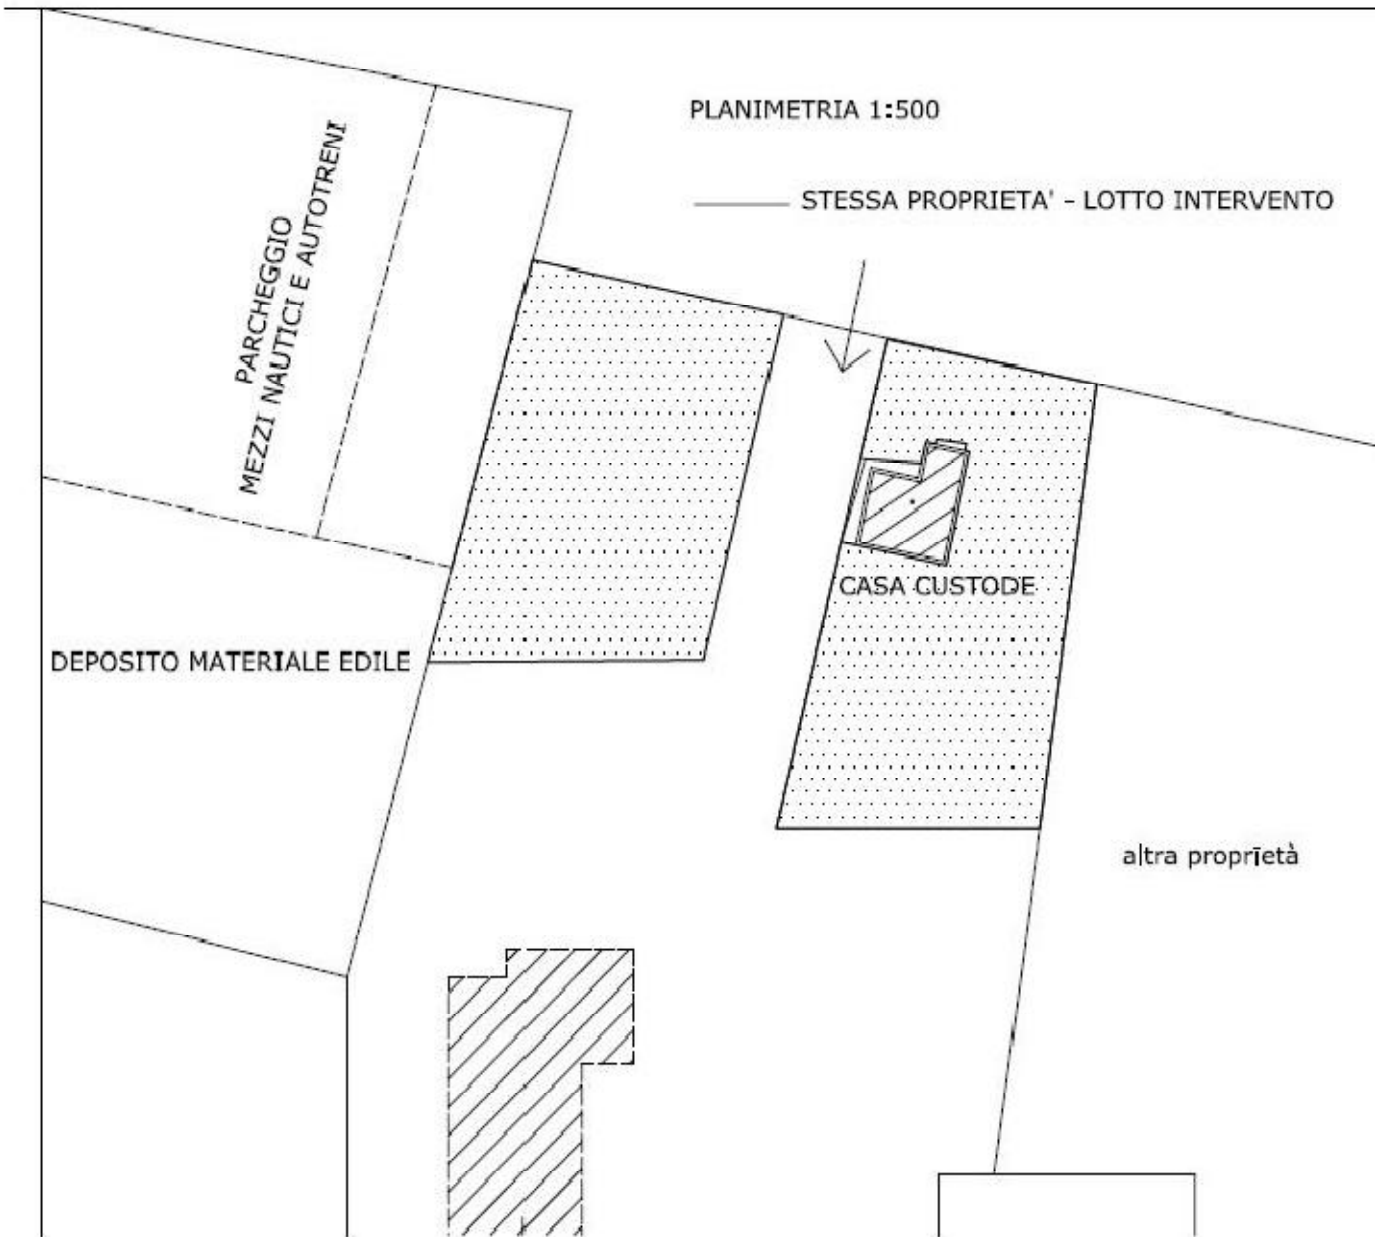 PLANIMETRIA 1:500
STESSA PROPRIETA' - LOTTO INTERVENTO
PARCHEGGIO
MEZZI NAUTICI E AUTOTRENI
CASA CUSTODE
DEPOSITO MATERIALE EDILE
altra proprietà